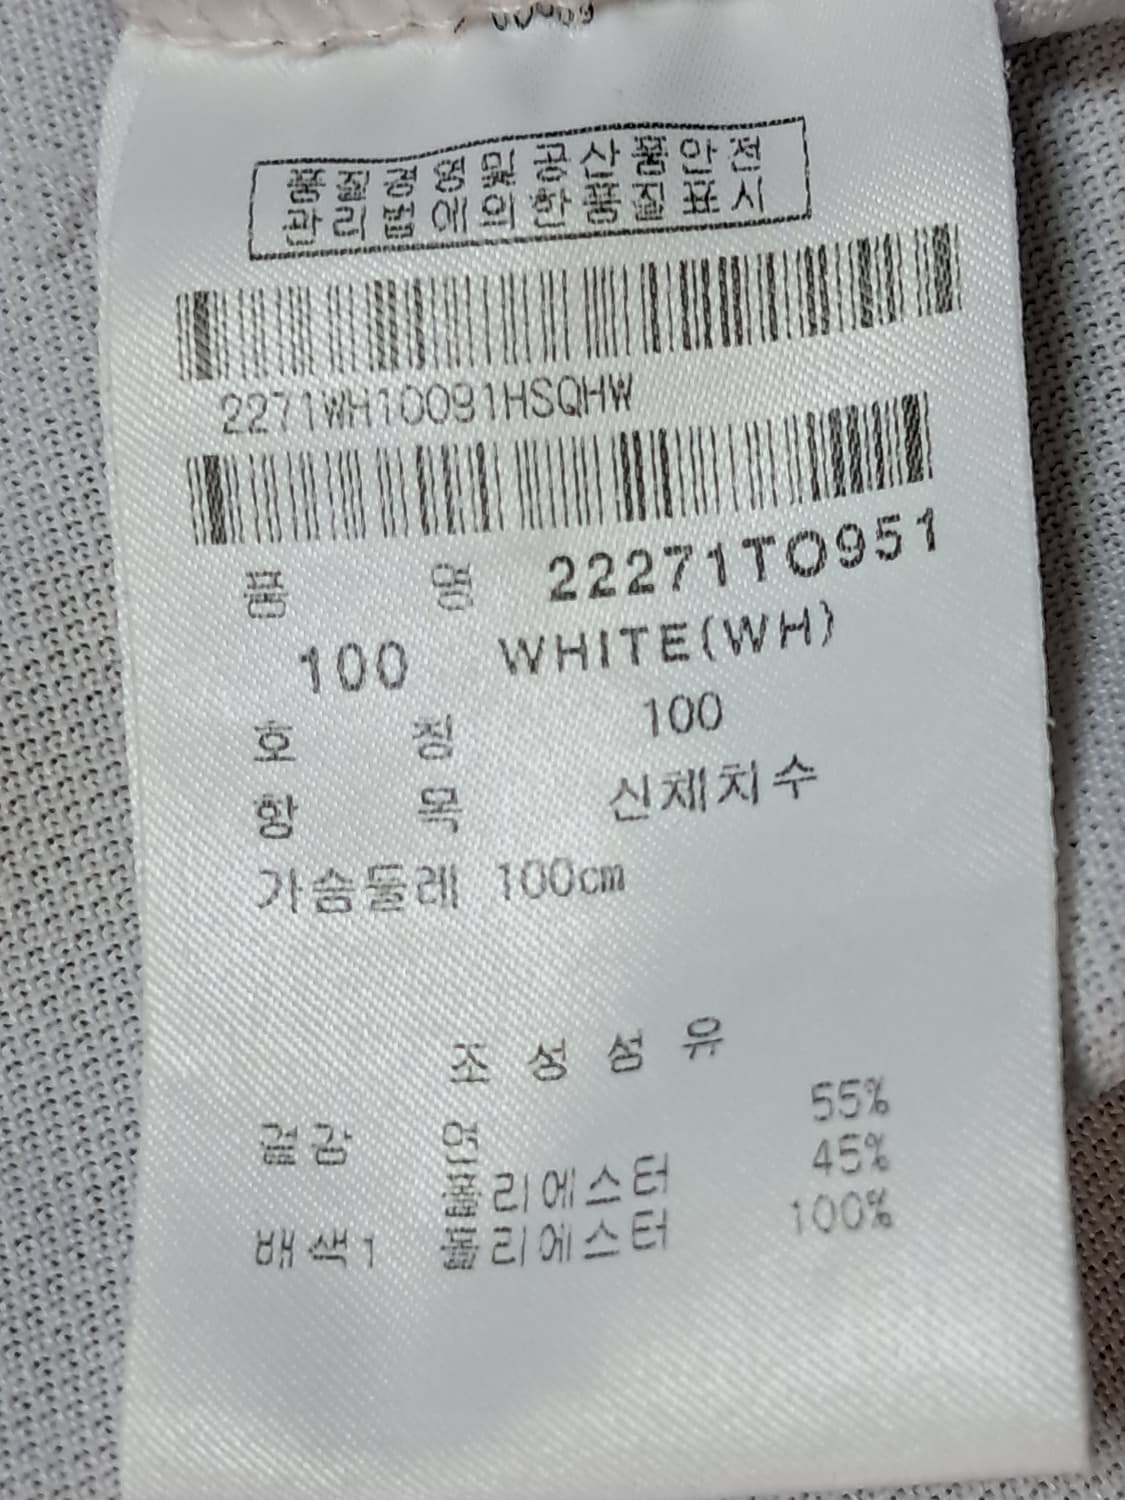 품질경영및공산품안전
관리법에의한품질표시
2271WH10091HSQHW
품 명 22271TO951
100 WHITE(WH)
호 칭 100
항 목 신체치수
가슴둘레 100cm
조성섬유
겉감 면 55%
폴리에스터 45%
배색1 폴리에스터 100%